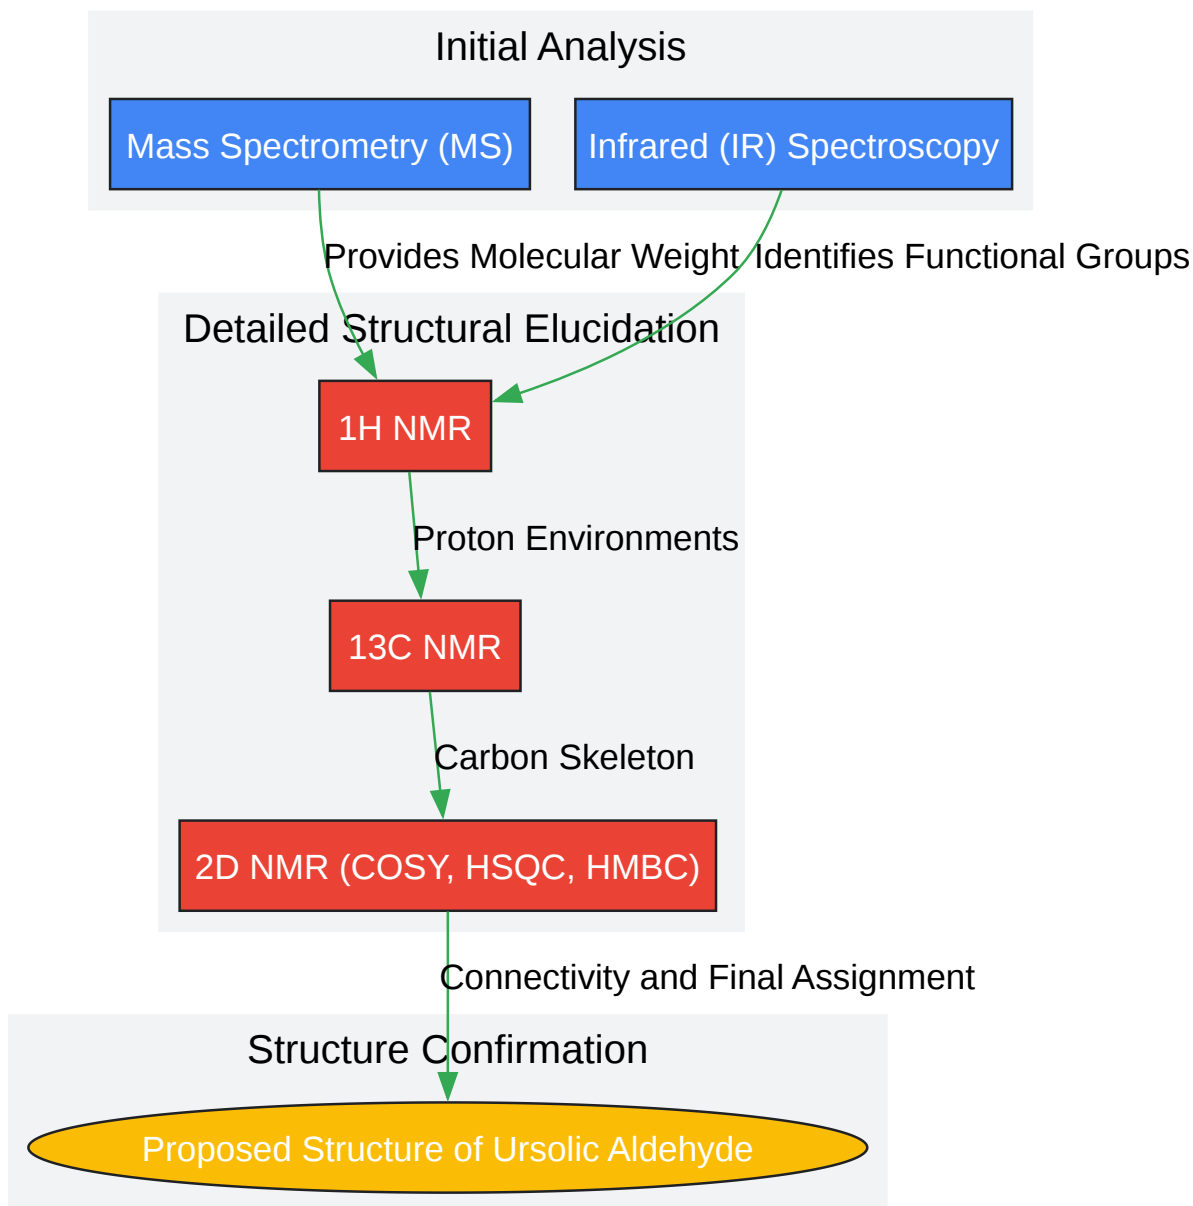 Initial Analysis
Mass Spectrometry (MS)
Infrared (IR) Spectroscopy
Provides Molecular Weight
Identifies Functional Groups
Detailed Structural Elucidation
1H NMR
Proton Environments
13C NMR
Carbon Skeleton
2D NMR (COSY, HSQC, HMBC)
Connectivity and Final Assignment
Structure Confirmation
Proposed Structure of Ursolic Aldehyde